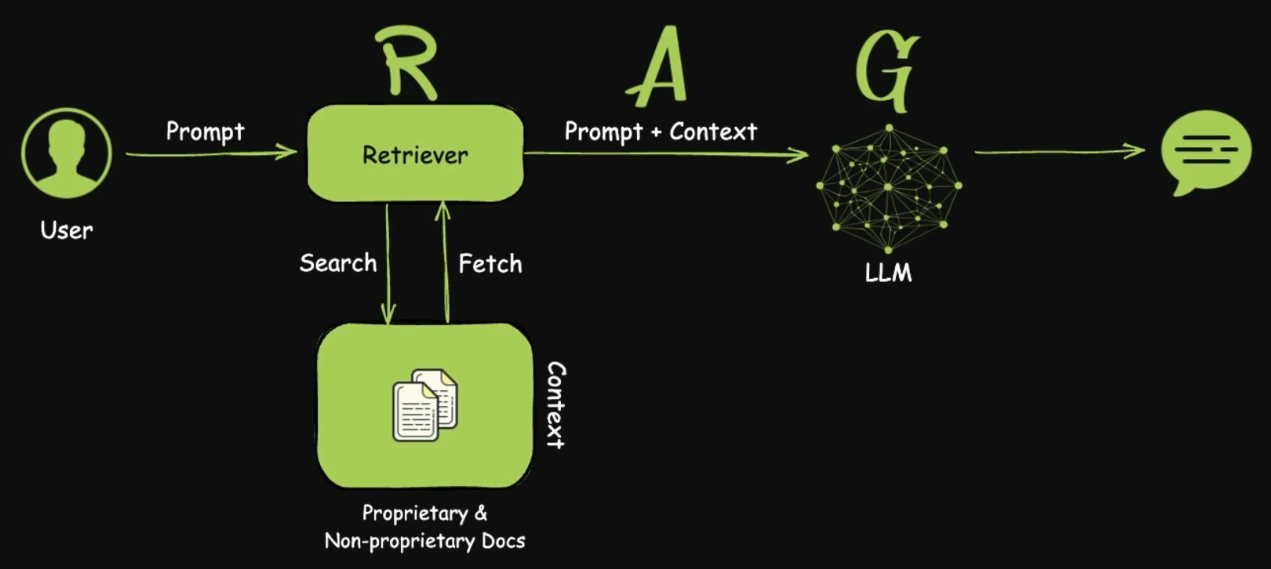 R
A
G
Prompt
Retriever
Prompt + Context
User
Search
Fetch
LLM
Context
Proprietary &
Non-proprietary Docs